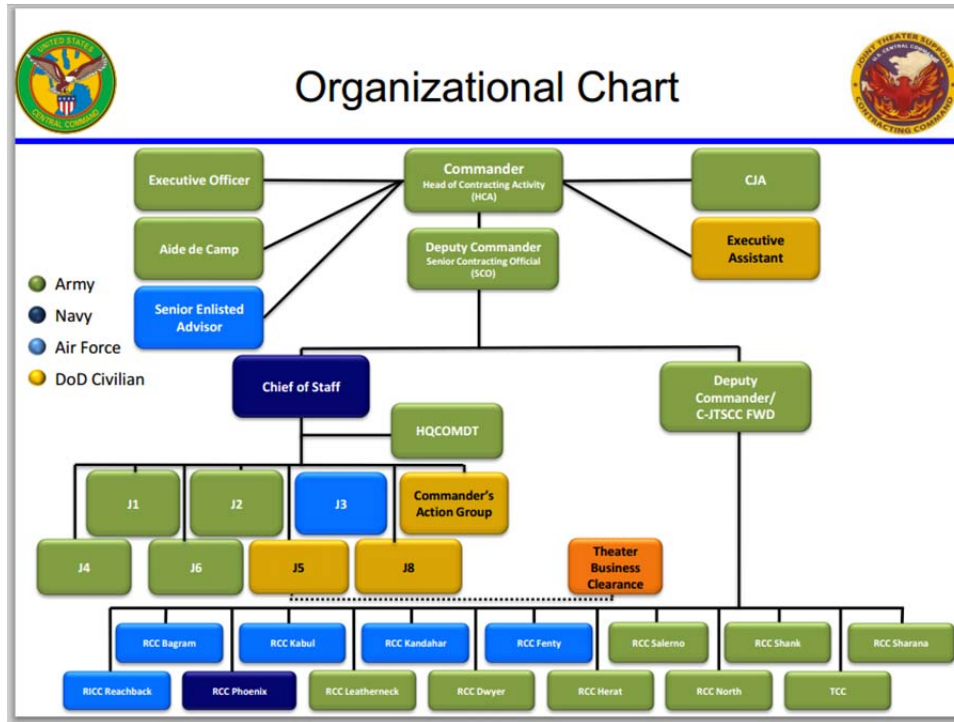 UNITED STATES
CENTRAL COMMAND
Organizational Chart
JOINT THEATER SUPPORT
U.S. CENTRAL COMMAND
CONTRACTING COMMAND
Executive Officer
Commander
Head of Contracting Activity
(HCA)
CJA
Aide de Camp
Deputy Commander
Senior Contracting Official
(SCO)
Executive
Assistant
Army
Navy
Air Force
DoD Civilian
Senior Enlisted
Advisor
Chief of Staff
Deputy
Commander/
C-JTSCC FWD
HQCOMDT
J1
J2
J3
Commander's
Action Group
J4
J6
J5
J8
Theater
Business
Clearance
RCC Bagram
RCC Kabul
RCC Kandahar
RCC Fenty
RCC Salerno
RCC Shank
RCC Sharana
RICC Reachback
RCC Phoenix
RCC Leatherneck
RCC Dwyer
RCC Herat
RCC North
TCC